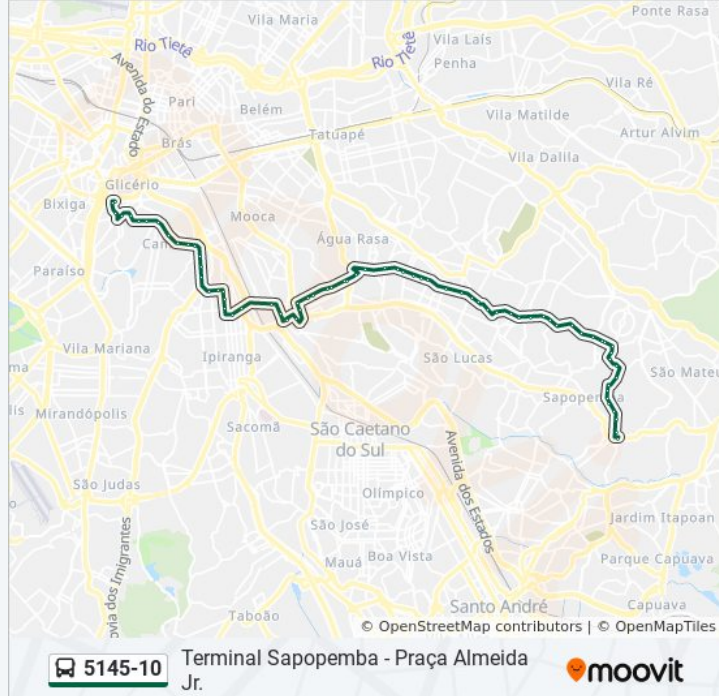 Vila Maria
Ponte Rasa
Rio Tietê
Rio Tietê
Vila Laís
Penha
Avenida do Estado
Pari
Belém
Vila Ré
Vila Matilde
Artur Alvim
Brás
Tatuapé
Vila Dalila
Glicério
Bixiga
Mooca
Água Rasa
Cam
Paraíso
Vila Mariana
Ipiranga
São Lucas
São Mateu
Sapopemba
Mirandópolis
Sacomã
São Caetano
do Sul
Avenida dos Estados
São Judas
Olímpico
Jardim Itapoan
São José
Mauá
Boa Vista
Parque Capuava
via dos Imigrantes
Taboão
Santo André
Capuava
© OpenStreetMap contributors | © OpenMapTiles
5145-10
Terminal Sapopemba - Praça Almeida
Jr.
moovit